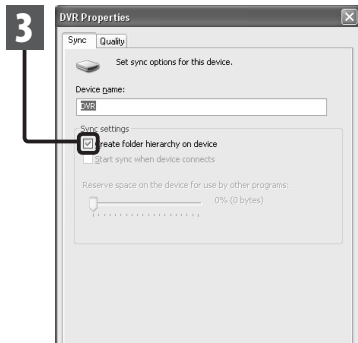 3
DVR Properties
Sync Quality
Set sync options for this device.
Device name:
DVR
Sync settings
Create folder hierarchy on device
Start sync when device connects
Reserve space on the device for use by other programs:
0% (0 bytes)